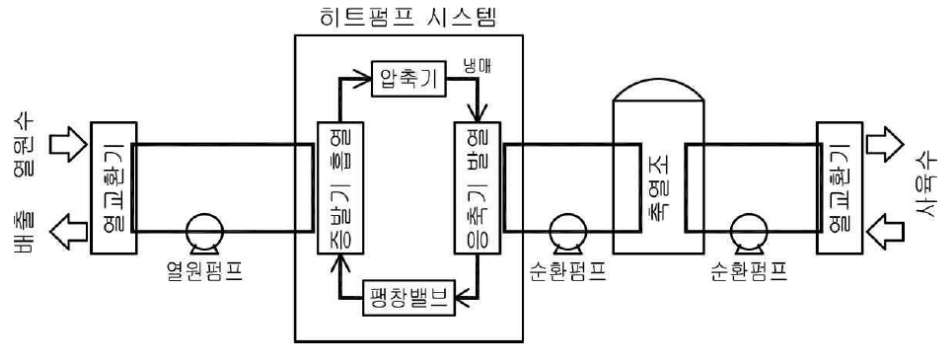 히트펌프 시스템
압축기
냉매
열원수
배출
열교환기
열원펌프
증발기 흡열
응축기 발열
팽창밸브
순환펌프
축열조
순환펌프
열교환기
사육수